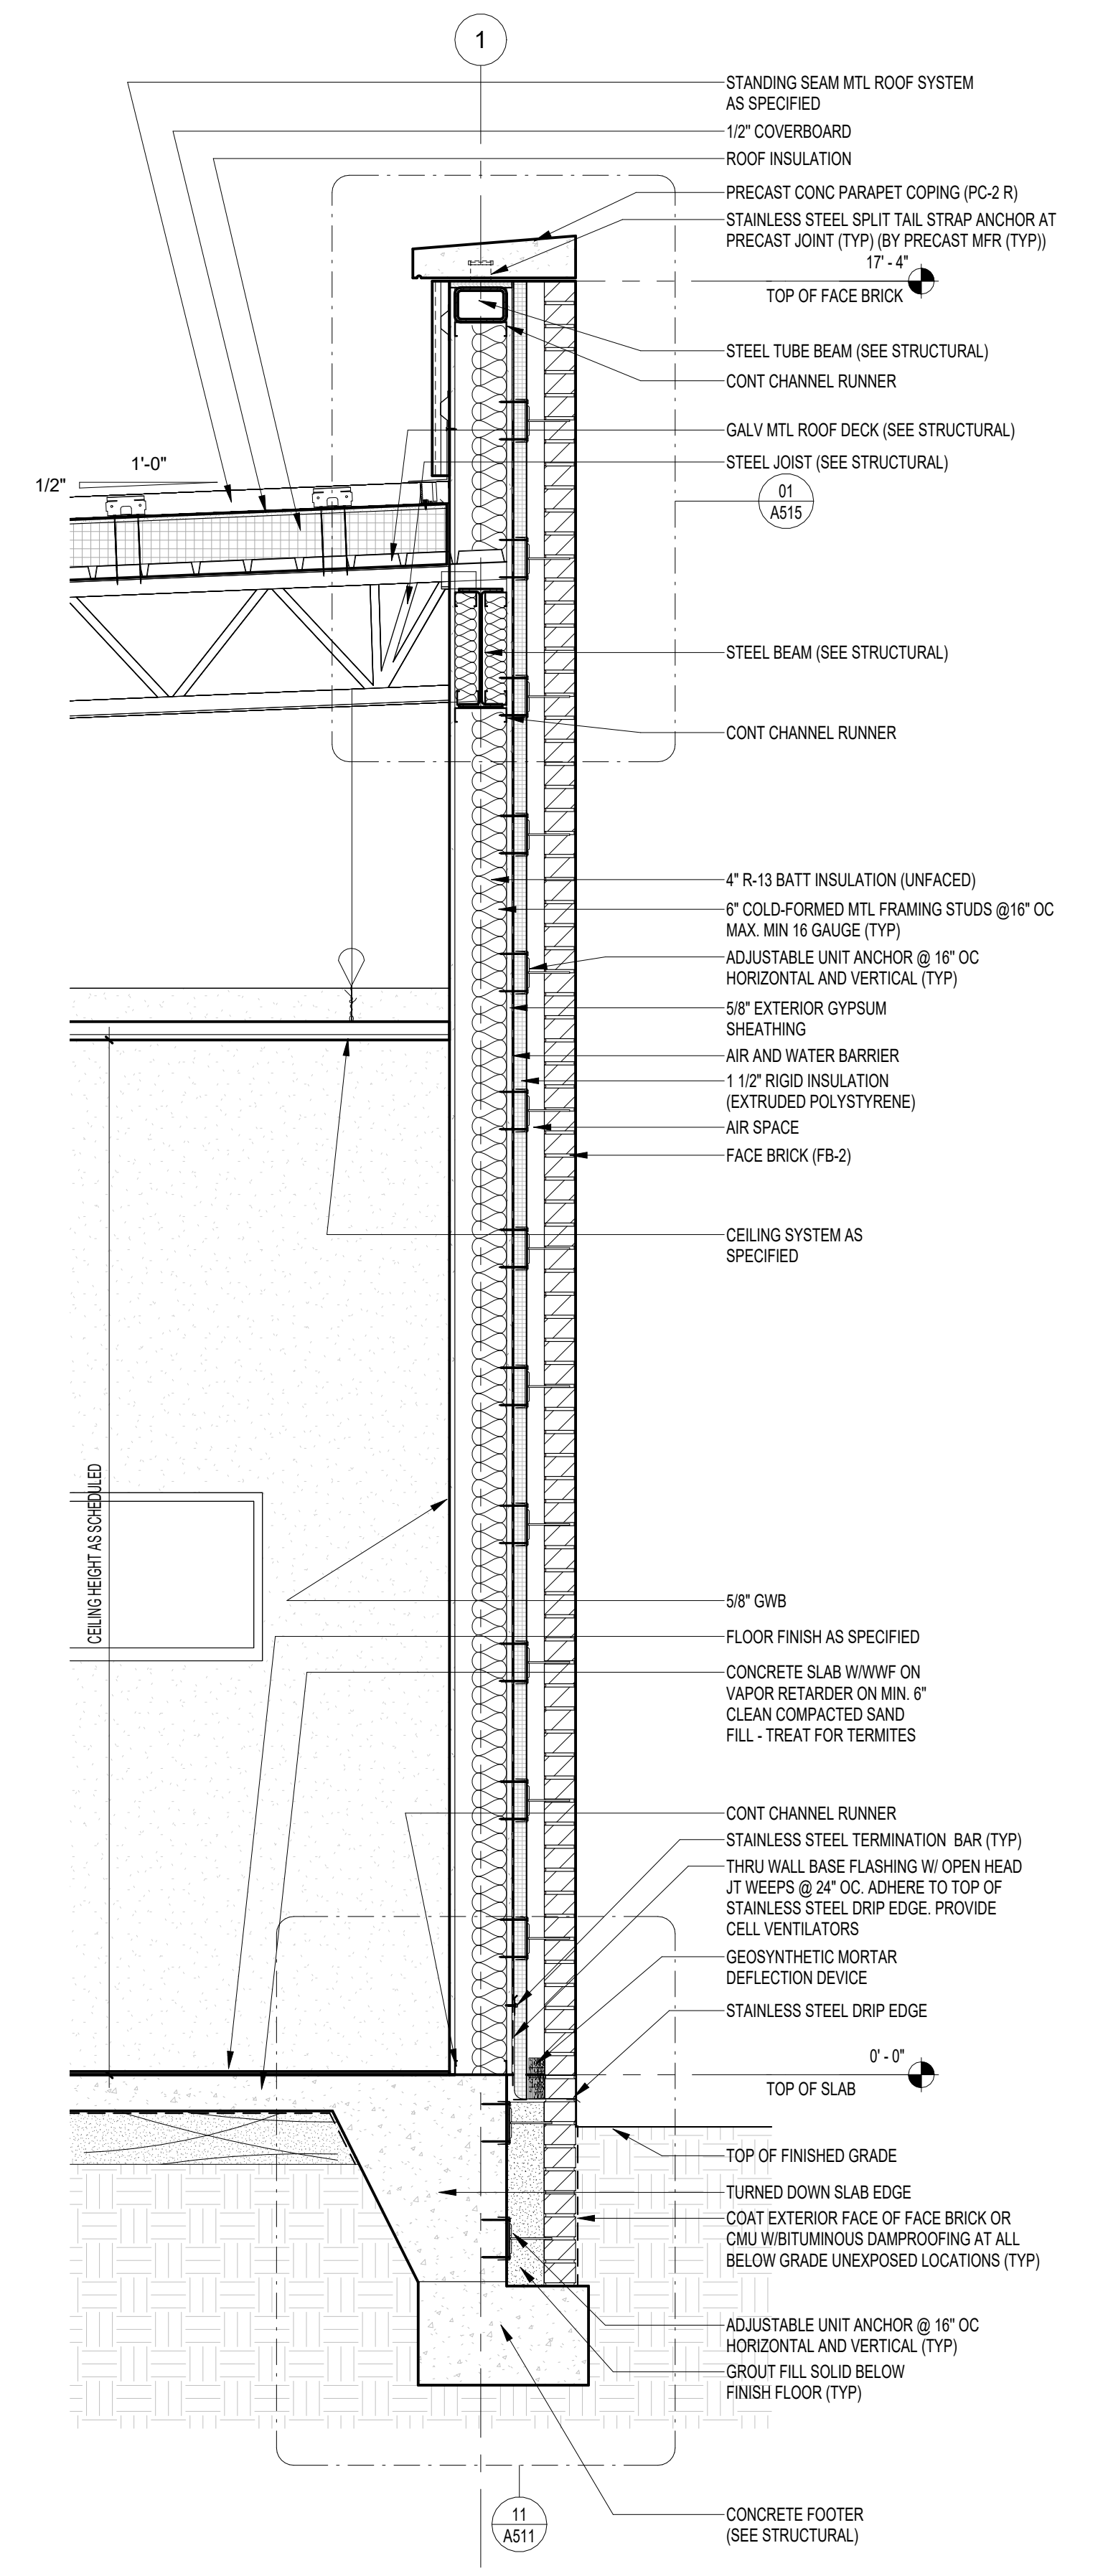 1
STANDING SEAM MTL ROOF SYSTEM
AS SPECIFIED
1/2" COVERBOARD
ROOF INSULATION
PRECAST CONC PARAPET COPING (PC-2 R)
STAINLESS STEEL SPLIT TAIL STRAP ANCHOR AT
PRECAST JOINT (TYP) (BY PRECAST MFR (TYP))
17' - 4"
TOP OF FACE BRICK
STEEL TUBE BEAM (SEE STRUCTURAL)
CONT CHANNEL RUNNER
GALV MTL ROOF DECK (SEE STRUCTURAL)
STEEL JOIST (SEE STRUCTURAL)
1'-0"
1/2"
01
A515
STEEL BEAM (SEE STRUCTURAL)
CONT CHANNEL RUNNER
4" R-13 BATT INSULATION (UNFACED)
6" COLD-FORMED MTL FRAMING STUDS @16" OC
MAX. MIN 16 GAUGE (TYP)
ADJUSTABLE UNIT ANCHOR @ 16" OC
HORIZONTAL AND VERTICAL (TYP)
5/8" EXTERIOR GYPSUM
SHEATHING
AIR AND WATER BARRIER
1 1/2" RIGID INSULATION
(EXTRUDED POLYSTYRENE)
AIR SPACE
FACE BRICK (FB-2)
CEILING SYSTEM AS
SPECIFIED
CEILING HEIGHT AS SCHEDULED
5/8" GWB
FLOOR FINISH AS SPECIFIED
CONCRETE SLAB W/WWF ON
VAPOR RETARDER ON MIN. 6"
CLEAN COMPACTED SAND
FILL - TREAT FOR TERMITES
CONT CHANNEL RUNNER
STAINLESS STEEL TERMINATION BAR (TYP)
THRU WALL BASE FLASHING W/ OPEN HEAD
JT WEEPS @ 24" OC. ADHERE TO TOP OF
STAINLESS STEEL DRIP EDGE. PROVIDE
CELL VENTILATORS
GEOSYNTHETIC MORTAR
DEFLECTION DEVICE
STAINLESS STEEL DRIP EDGE
0' - 0"
TOP OF SLAB
TOP OF FINISHED GRADE
TURNED DOWN SLAB EDGE
COAT EXTERIOR FACE OF FACE BRICK OR
CMU W/BITUMINOUS DAMPROOFING AT ALL
BELOW GRADE UNEXPOSED LOCATIONS (TYP)
ADJUSTABLE UNIT ANCHOR @ 16" OC
HORIZONTAL AND VERTICAL (TYP)
GROUT FILL SOLID BELOW
FINISH FLOOR (TYP)
11
A511
CONCRETE FOOTER
(SEE STRUCTURAL)